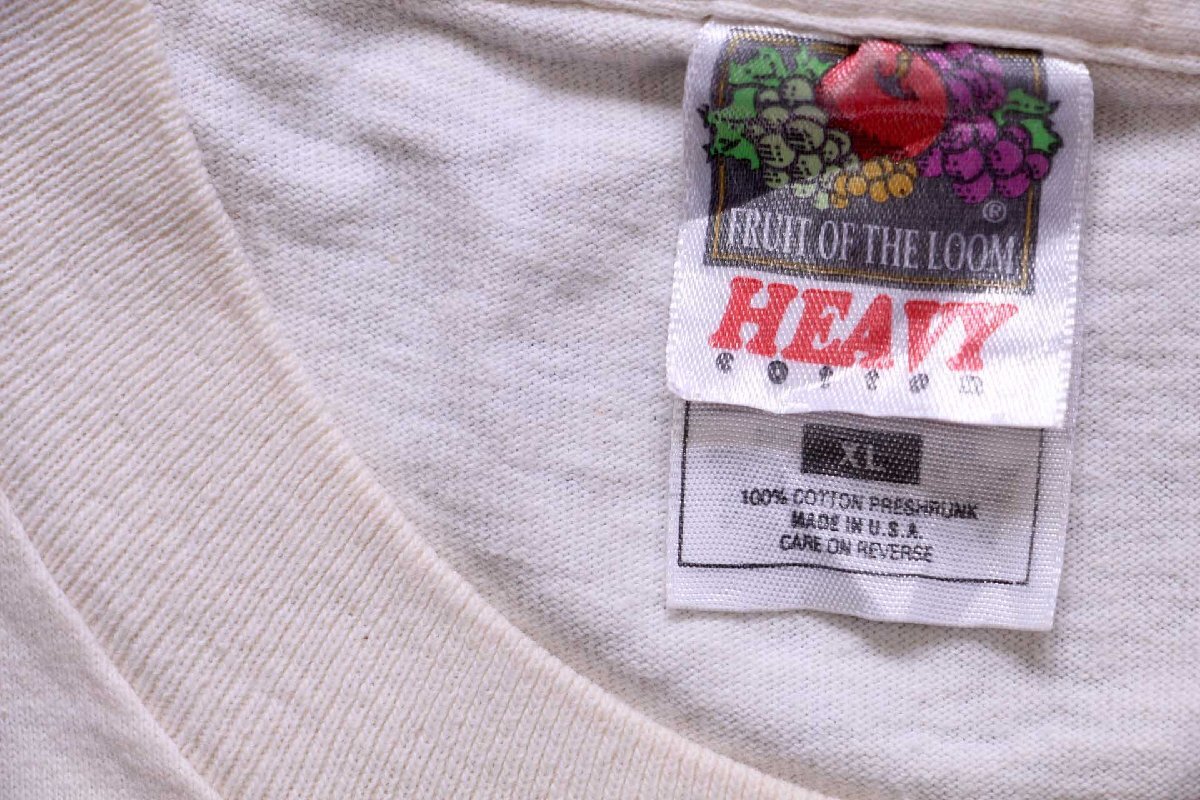 ®
FRUIT OF THE LOOM
HEAVY
XL
100% COTTON PRESHRUNK
MADE IN U.S.A.
CARE ON REVERSE